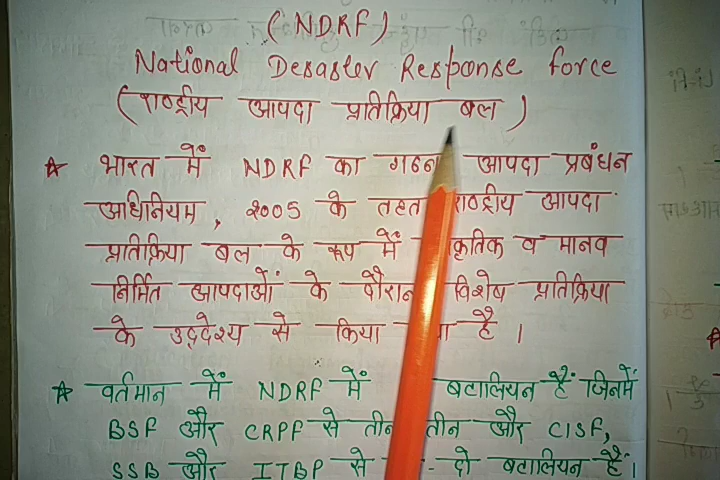 (NDRF)
National Desaster Response force
(राष्ट्रीय आपदा प्रतिक्रिया बल)
☆ भारत में NDRF का गठन आपदा प्रबंधन
अधिनियम, 2005 के तहत राष्ट्रीय आपदा
प्रतिक्रिया बल के रूप में व मानव
निर्मित आपदाओं के दौरान विशेष प्रतिक्रिया
के उद्देश्य से किया है ।
☆ वर्तमान में NDRF में बटालियन हैं जिनमें
BSF और CRPF से तीन तीन और CISF,
SSB और ITBP से - दो बटालियन हैं।